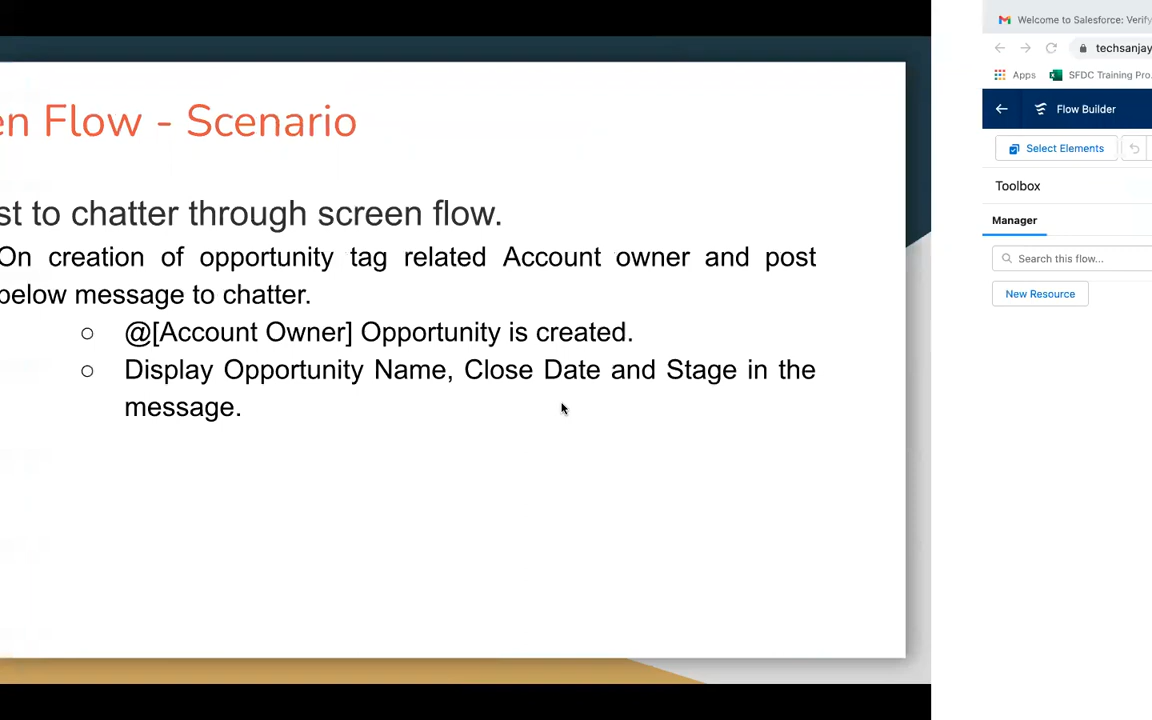 en Flow - Scenario
st to chatter through screen flow.
On creation of opportunity tag related Account owner and post
below message to chatter.
○ @[Account Owner] Opportunity is created.
○ Display Opportunity Name, Close Date and Stage in the
message.
Welcome to Salesforce: Verify
techsanjay
Apps SFDC Training Pro.
Flow Builder
Select Elements
Toolbox
Manager
Search this flow...
New Resource